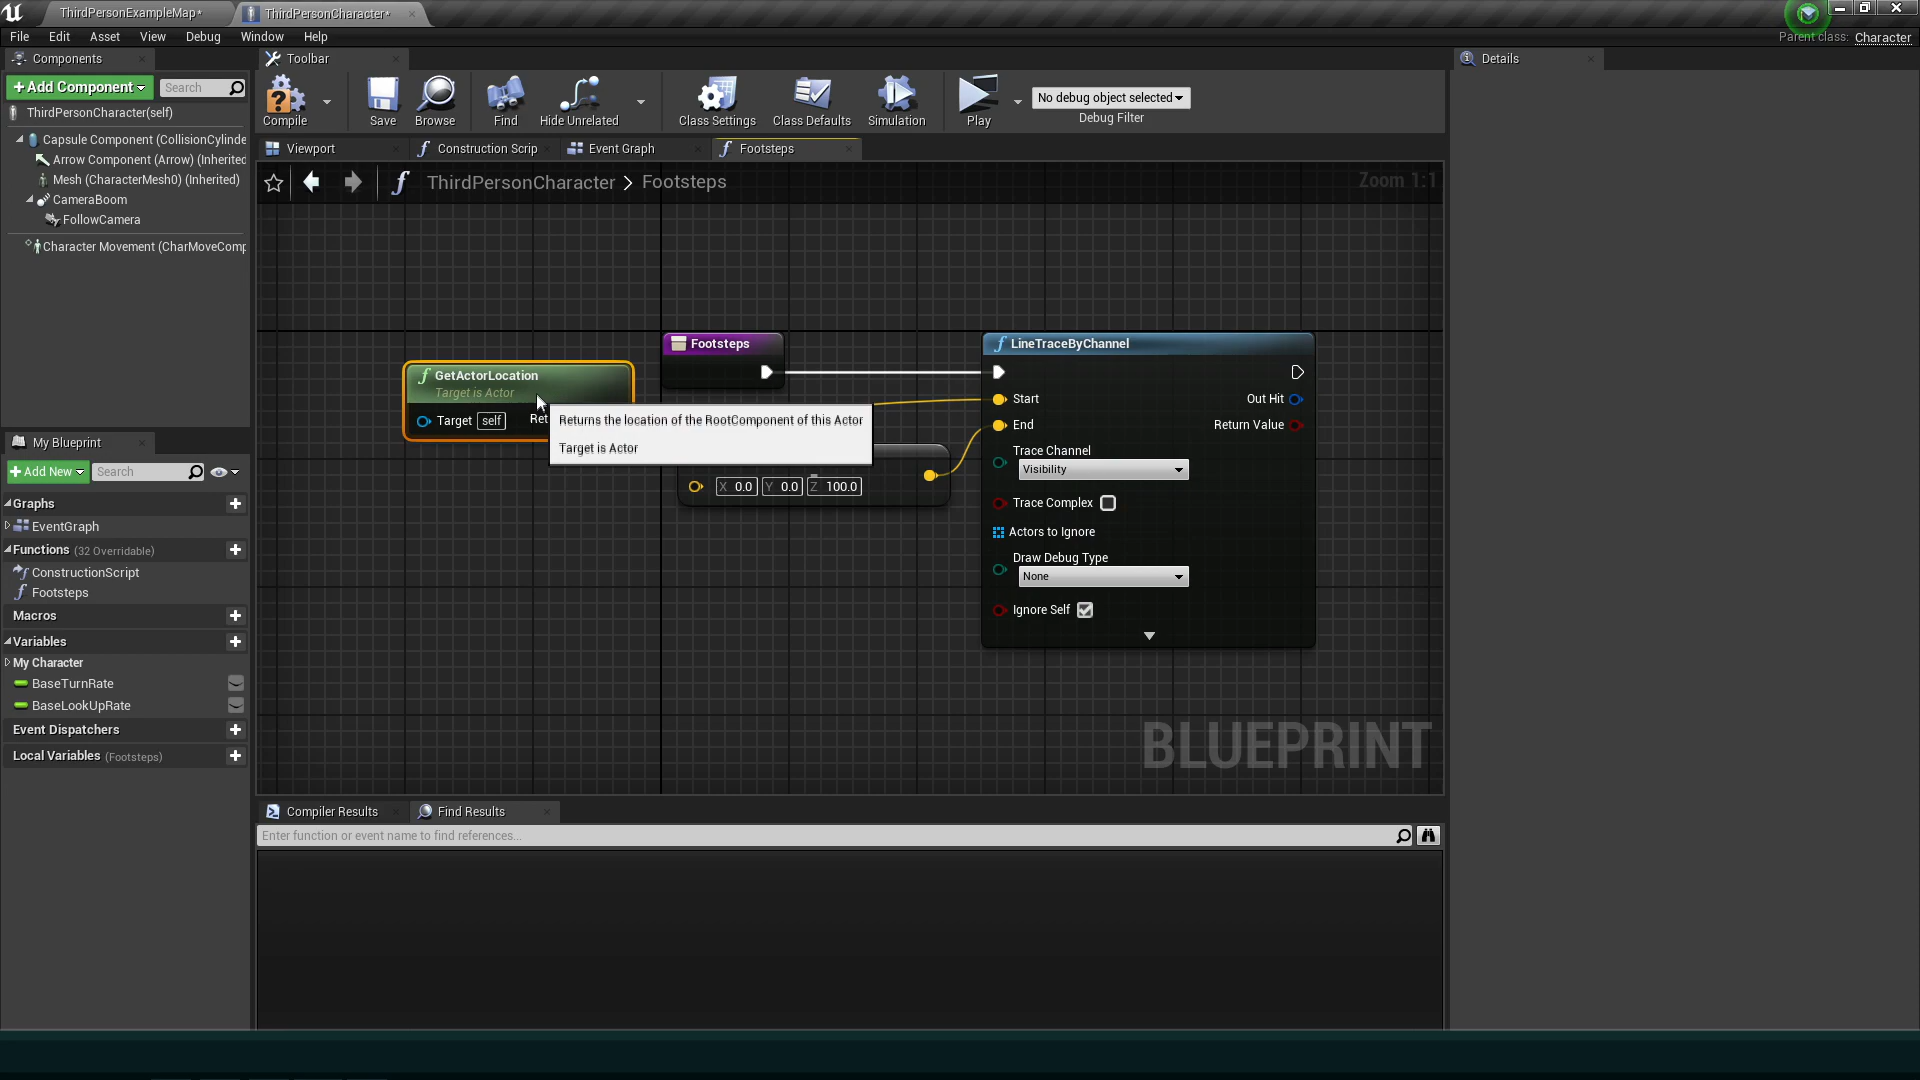 ThirdPersonExampleMap*
ThirdPersonCharacter*
File Edit Asset View Debug Window Help
Parent class: Character
Components
Toolbar
Details
+Add Component
Search
ThirdPersonCharacter(self)
Capsule Component (CollisionCylinde
Arrow Component (Arrow) (Inherited
Mesh (CharacterMesh0) (Inherited)
CameraBoom
FollowCamera
Character Movement (CharMoveComp
Compile
Save
Browse
Find
Hide Unrelated
Class Settings
Class Defaults
Simulation
Play
No debug object selected
Debug Filter
Viewport
Construction Scrip
Event Graph
Footsteps
ThirdPersonCharacter > Footsteps
Zoom 1:1
Footsteps
GetActorLocation
Target is Actor
Target self
Ret
Returns the location of the RootComponent of this Actor
Target is Actor
X 0.0 Y 0.0 Z 100.0
LineTraceByChannel
Start
Out Hit
End
Return Value
Trace Channel
Visibility
Trace Complex
Actors to Ignore
Draw Debug Type
None
Ignore Self
BLUEPRINT
My Blueprint
+Add New
Search
Graphs
EventGraph
Functions (32 Overridable)
ConstructionScript
Footsteps
Macros
Variables
My Character
BaseTurnRate
BaseLookUpRate
Event Dispatchers
Local Variables (Footsteps)
Compiler Results
Find Results
Enter function or event name to find references...